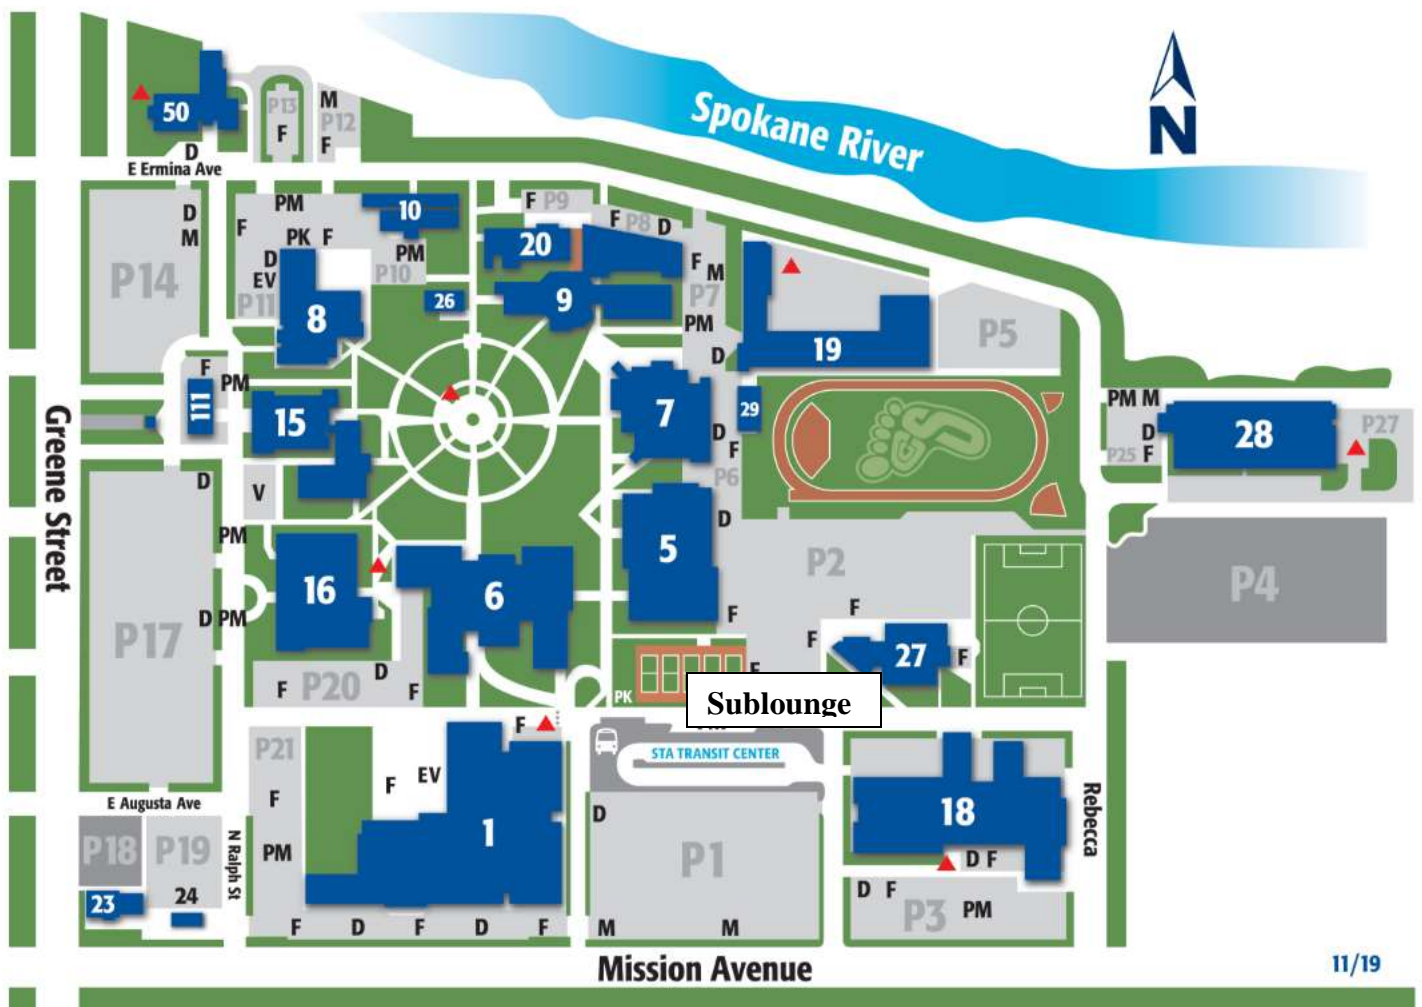 Spokane River
N
50
P13
F
M
P12
F
D
E Ermina Ave
P14
D
M
PM
F
PK F
D
EV
P11
8
10
PM
P10
26
F P9
F P8 D
20
9
F
M
P7
PM
D
19
P5
F
PM
111
15
V
7
D
F
P6
29
PM M
D
P25 F
28
P27
Greene Street
D
PM
P17
D PM
16
6
5
D
F
P2
F
F
27
F
P4
F P20
D
F
PK
F
Sublounge
P21
F
PM
F
EV
F
1
STA TRANSIT CENTER
D
P1
M
M
18
D F
D F
P3
PM
Rebecca
E Augusta Ave
P18
P19
N Ralph St
23
24
F
D
F
D
F
Mission Avenue
11/19